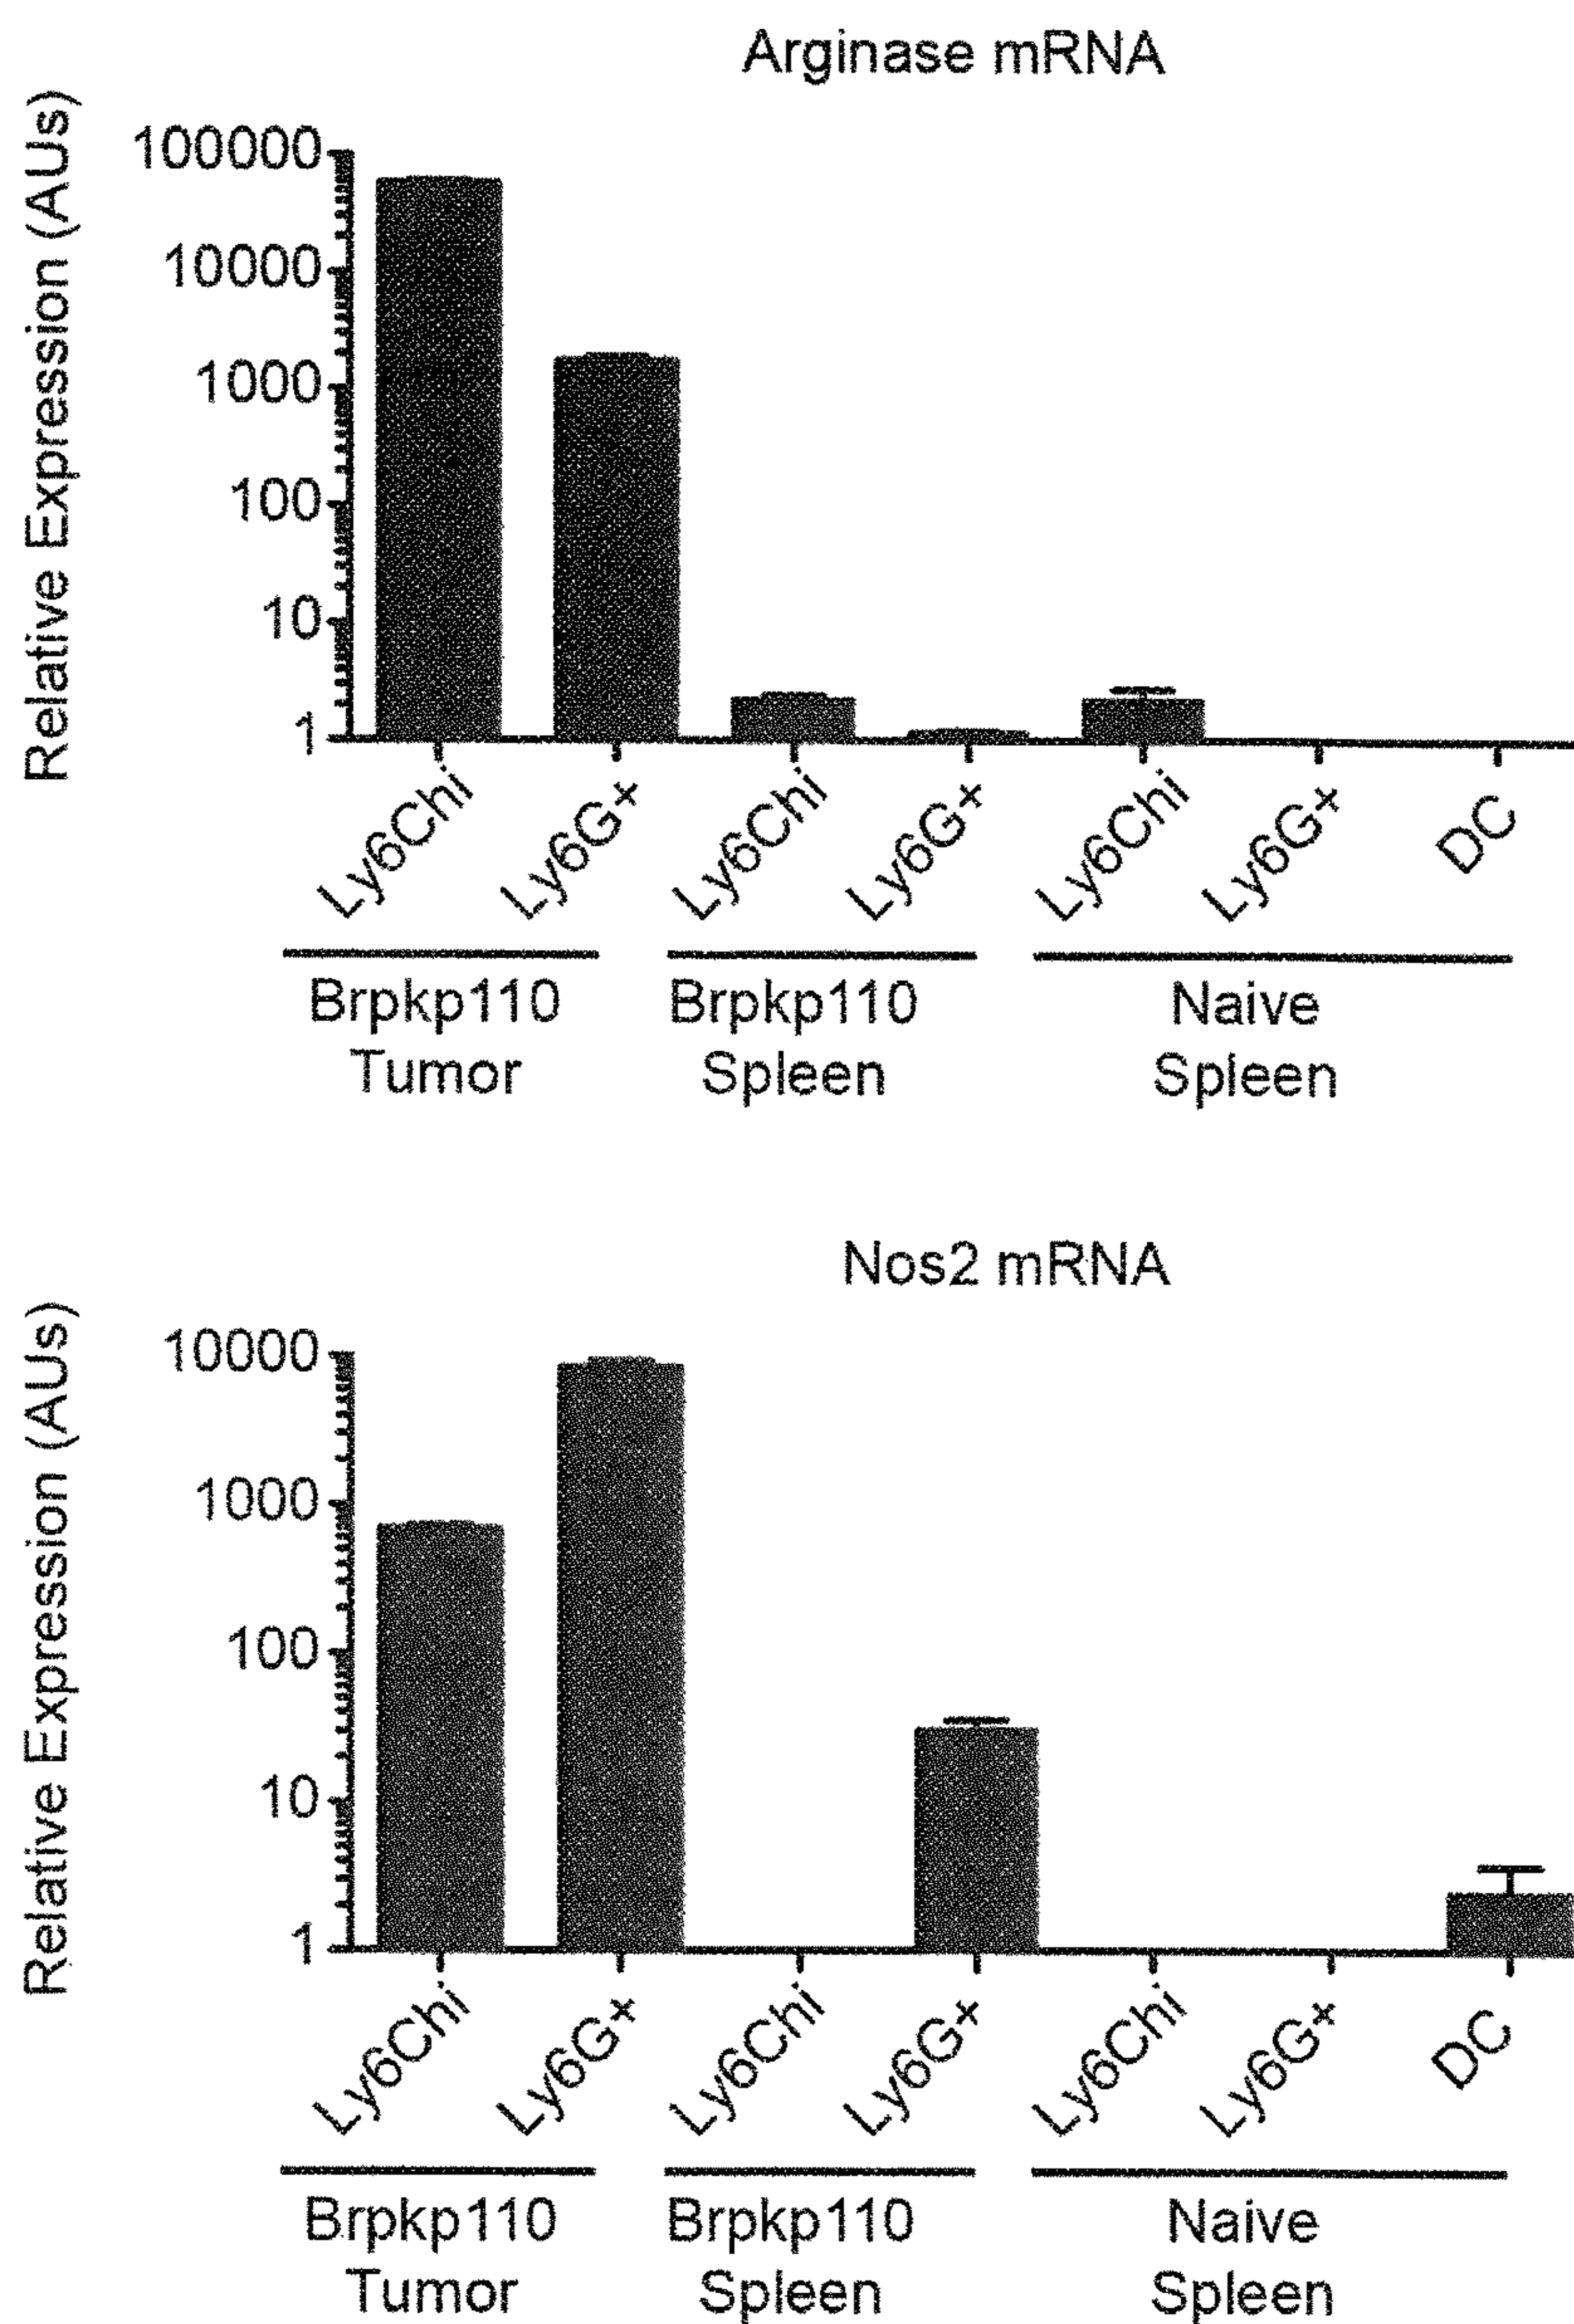 Arginase mRNA
Relative Expression (AUs)
100000
10000
1000
100
10
1
Ly6Chi Ly6G+ Ly6Chi Ly6G+ Ly6Chi Ly6G+ DC
Brpkp110 Brpkp110 Naive
Tumor Spleen Spleen
Nos2 mRNA
Relative Expression (AUs)
10000
1000
100
10
1
Ly6Chi Ly6G+ Ly6Chi Ly6G+ Ly6Chi Ly6G+ DC
Brpkp110 Brpkp110 Naive
Tumor Spleen Spleen